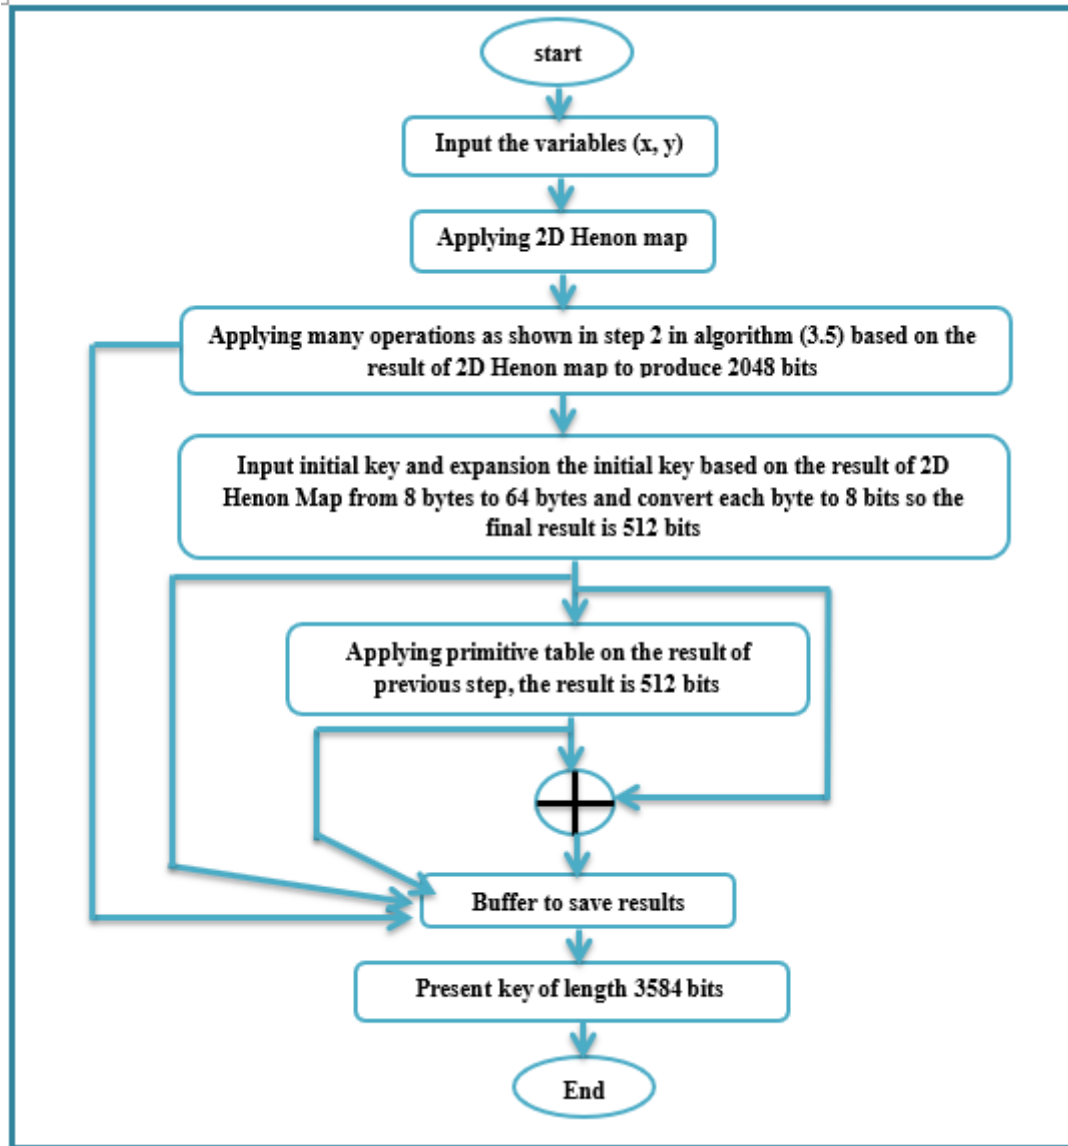 start
Input the variables (x, y)
Applying 2D Henon map
Applying many operations as shown in step 2 in algorithm (3.5) based on the
result of 2D Henon map to produce 2048 bits
Input initial key and expansion the initial key based on the result of 2D
Henon Map from 8 bytes to 64 bytes and convert each byte to 8 bits so the
final result is 512 bits
Applying primitive table on the result of
previous step, the result is 512 bits
Buffer to save results
Present key of length 3584 bits
End